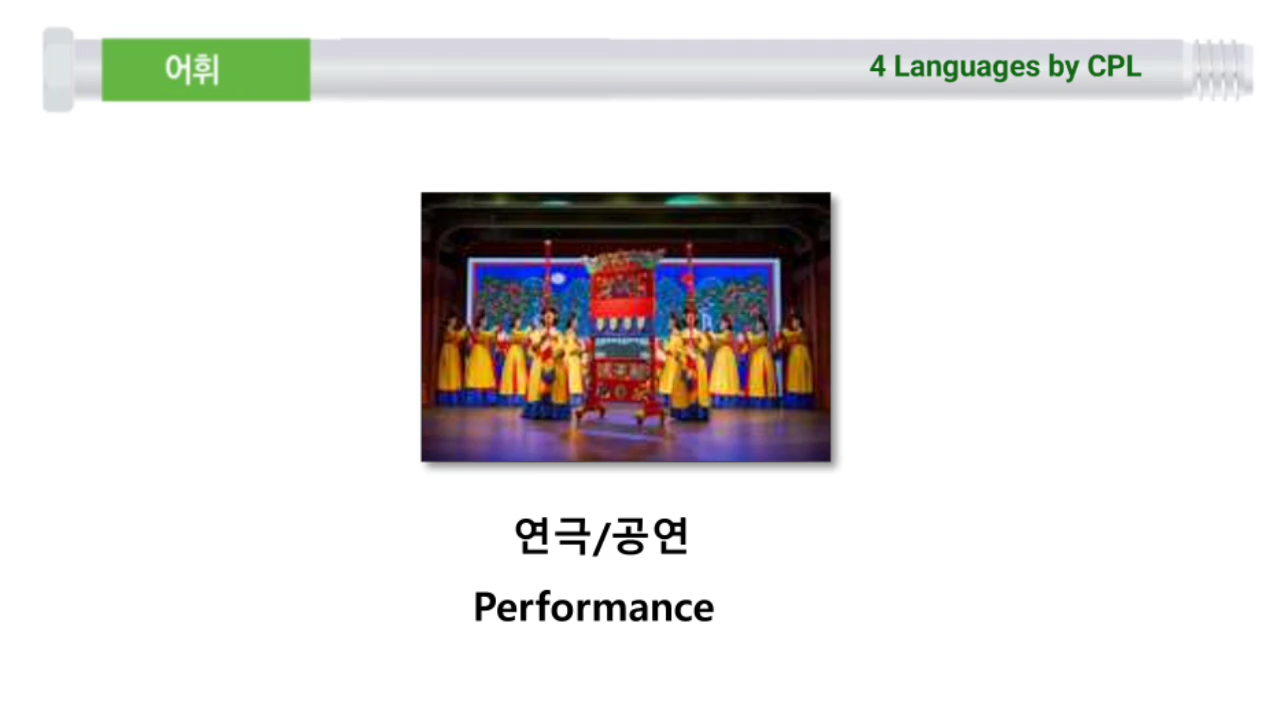 어휘
4 Languages by CPL
연극/공연
Performance